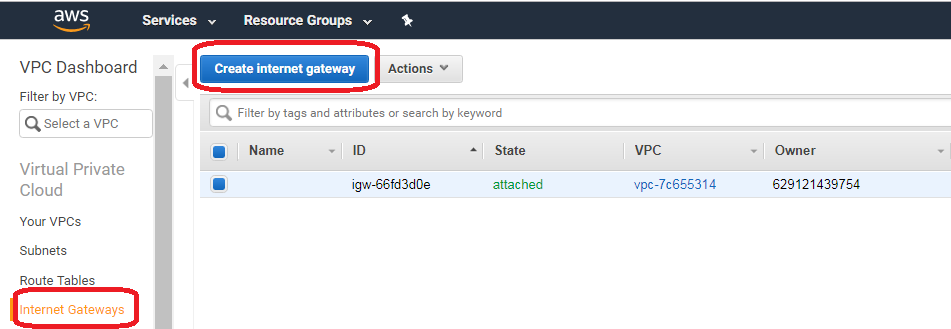 aws Services Resource Groups
VPC Dashboard
Filter by VPC:
Select a VPC
Virtual Private
Cloud
Your VPCs
Subnets
Route Tables
Internet Gateways
Create internet gateway Actions
Filter by tags and attributes or search by keyword
Name ID State VPC Owner
igw-66fd3d0e attached vpc-7c655314 629121439754